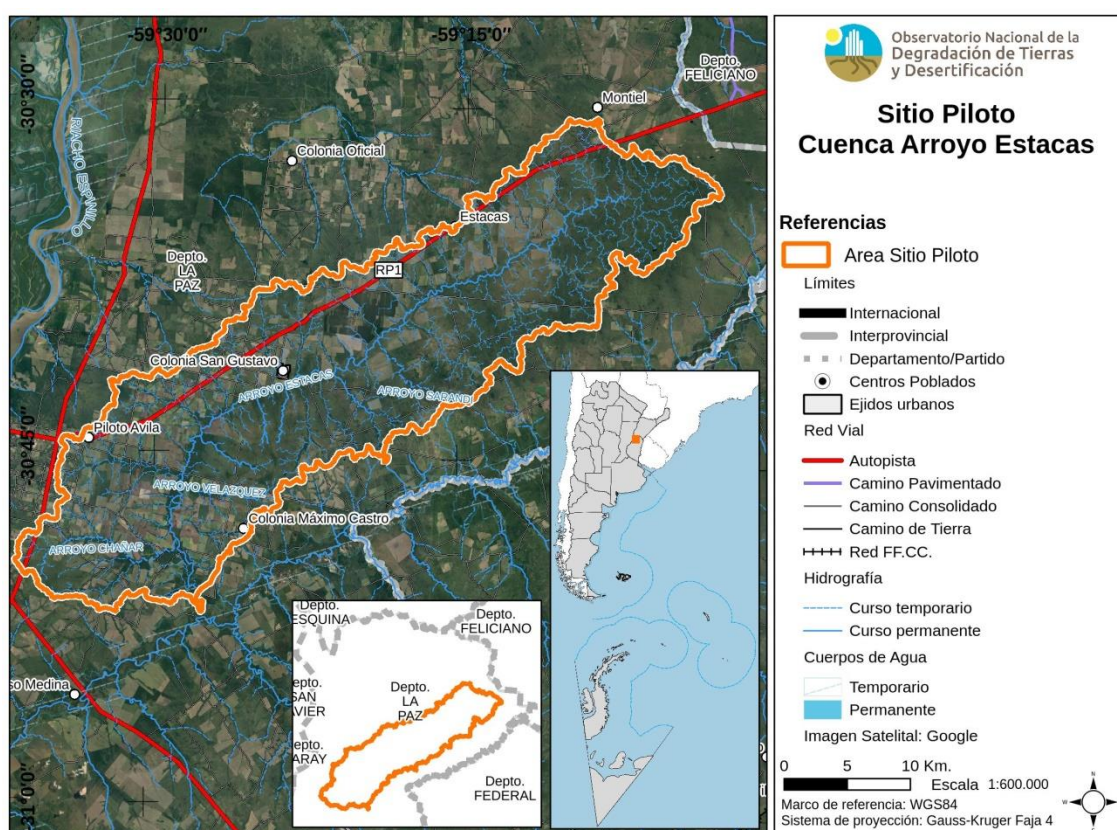 -59°30'0"
-59°15'0"
-30°30'0"
-30°45'0"
-31°0'0"
Depto.
FELICIANO
Montiel
Colonia Oficial
RIACHO ESPINILLO
Estacas
Depto.
LA
PAZ
RP1
Colonia San Gustavo
ARROYO ESTACAS
ARROYO SARANDI
Piloto Avila
ARROYO VELAZQUEZ
Colonia Máximo Castro
ARROYO CHAÑAR
so Medina
Depto.
ESQUINA
Depto.
FELICIANO
Depto.
LA
PAZ
Depto.
SAN
AVIER
Depto.
ARAY
Depto.
FEDERAL
Observatorio Nacional de la
Degradación de Tierras
y Desertificación
Sitio Piloto
Cuenca Arroyo Estacas
Referencias
Area Sitio Piloto
Límites
Internacional
Interprovincial
Departamento/Partido
Centros Poblados
Ejidos urbanos
Red Vial
Autopista
Camino Pavimentado
Camino Consolidado
Camino de Tierra
Red FF.CC.
Hidrografía
Curso temporario
Curso permanente
Cuerpos de Agua
Temporario
Permanente
Imagen Satelital: Google
0 5 10 Km.
Escala 1:600.000
Marco de referencia: WGS84
Sistema de proyección: Gauss-Kruger Faja 4
N
W E
S